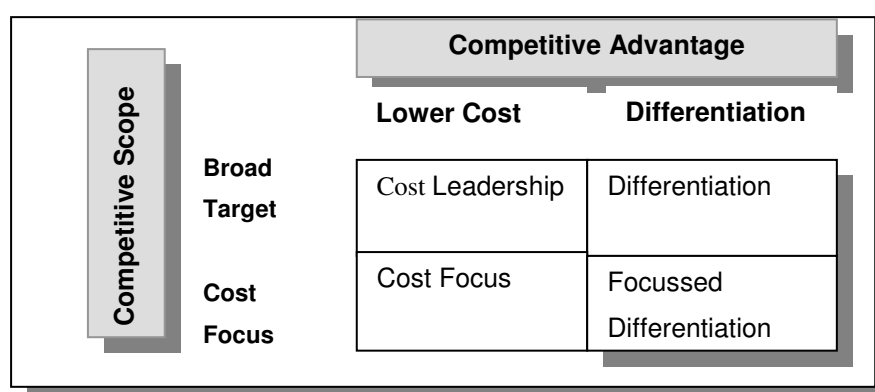 Competitive Advantage
Competitive Scope
Lower Cost
Differentiation
Broad
Target
Cost Leadership
Differentiation
Cost
Focus
Cost Focus
Focussed
Differentiation